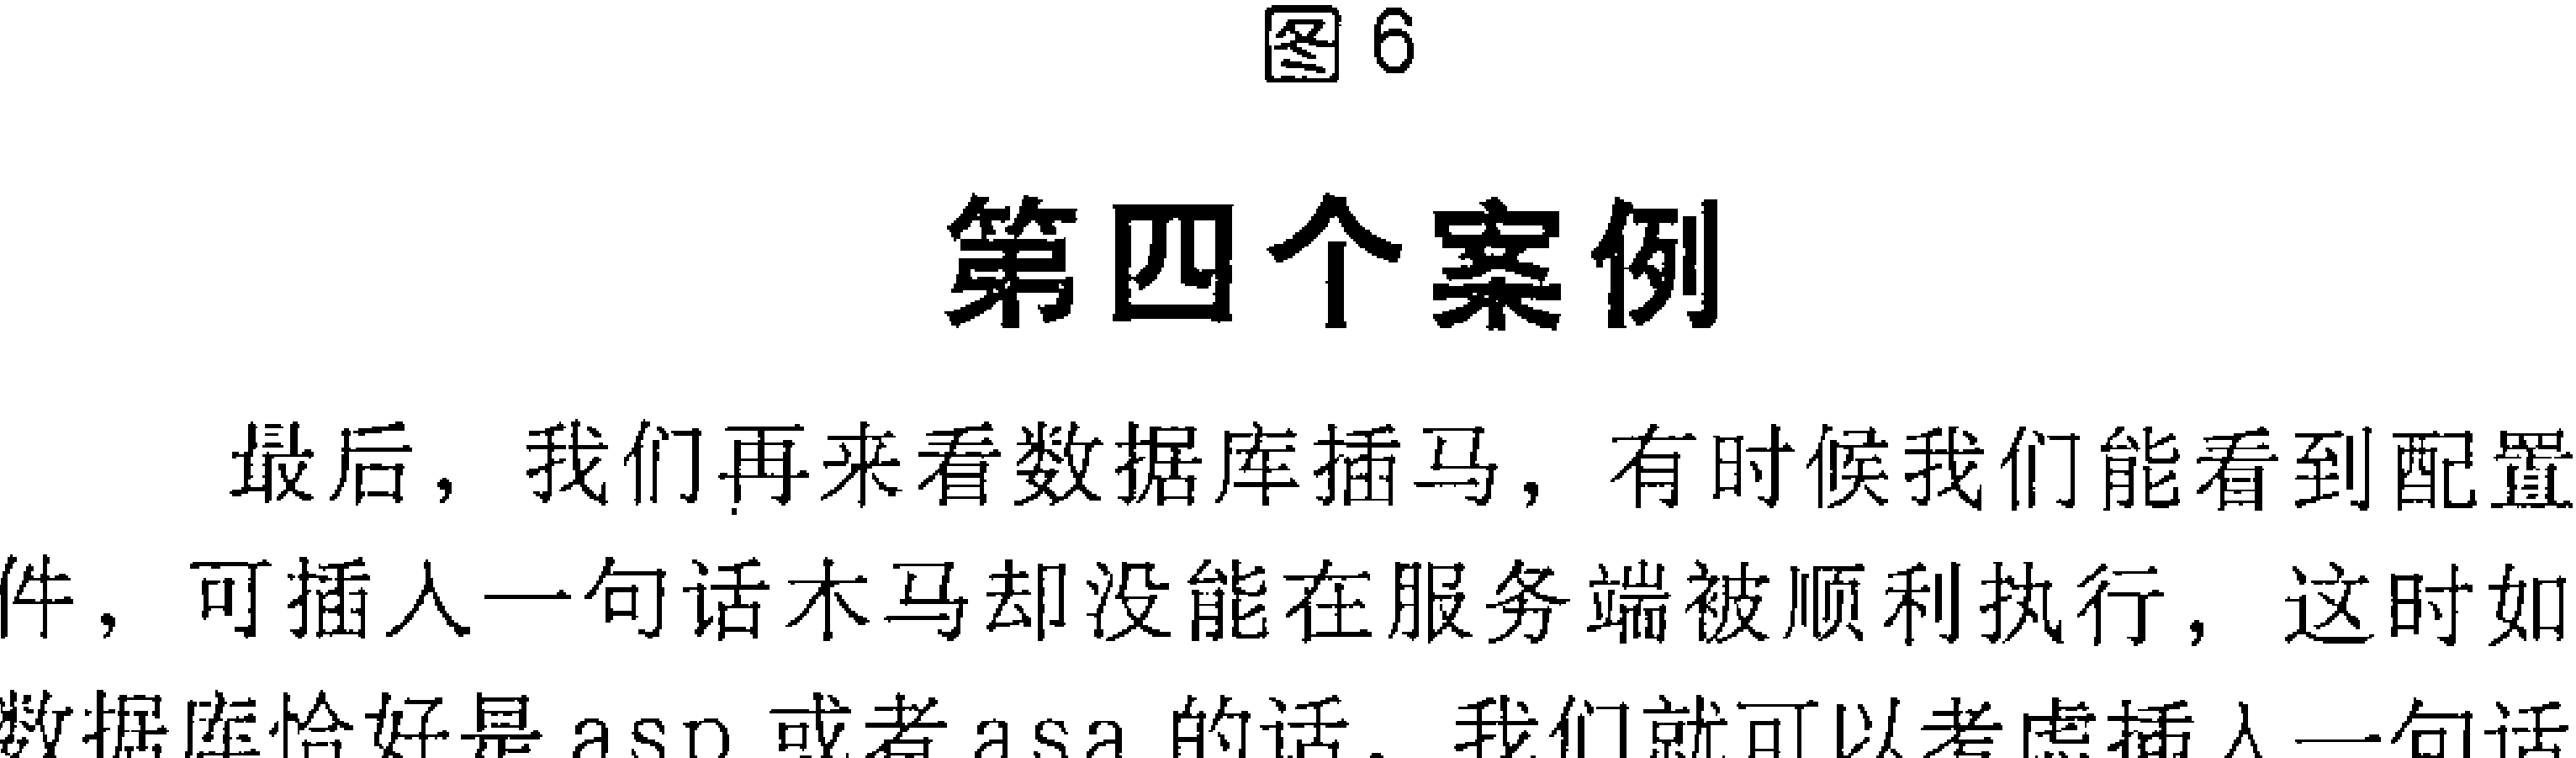 图6
第四个案例
最后，我们再来看数据库插马，有时候我们能看到配置
件，可插入一句话木马却没能在服务端被顺利执行，这时如
数据库恰好是asp或者asa的话，我们就可以考虑插入一句话